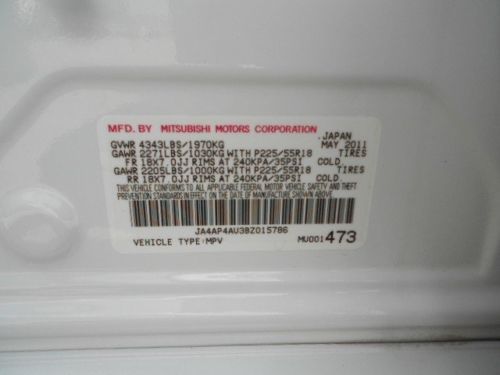 MFD.BY MITSUBISHI MOTORS CORPORATION
JAPAN
GVWR 4343LBS/1970KG MAY 2011
GAWR 2271LBS/1030KG WITH P225/55R18 TIRES
FR 18X7.0JJ RIMS AT 240KPA/35PSI COLD
GAWR 2205LBS/1000KG WITH P225/55R18 TIRES
RR 18X7.0JJ RIMS AT 240KPA/35PSI COLD
THIS VEHICLE CONFORMS TO ALL APPLICABLE FEDERAL MOTOR VEHICLE SAFETY AND THEFT
PREVENTION STANDARDS IN EFFECT ON THE DATE OF MANUFACTURE SHOWN ABOVE.
JA4AP4AU3BZ015786
VEHICLE TYPE:MPV MU001473